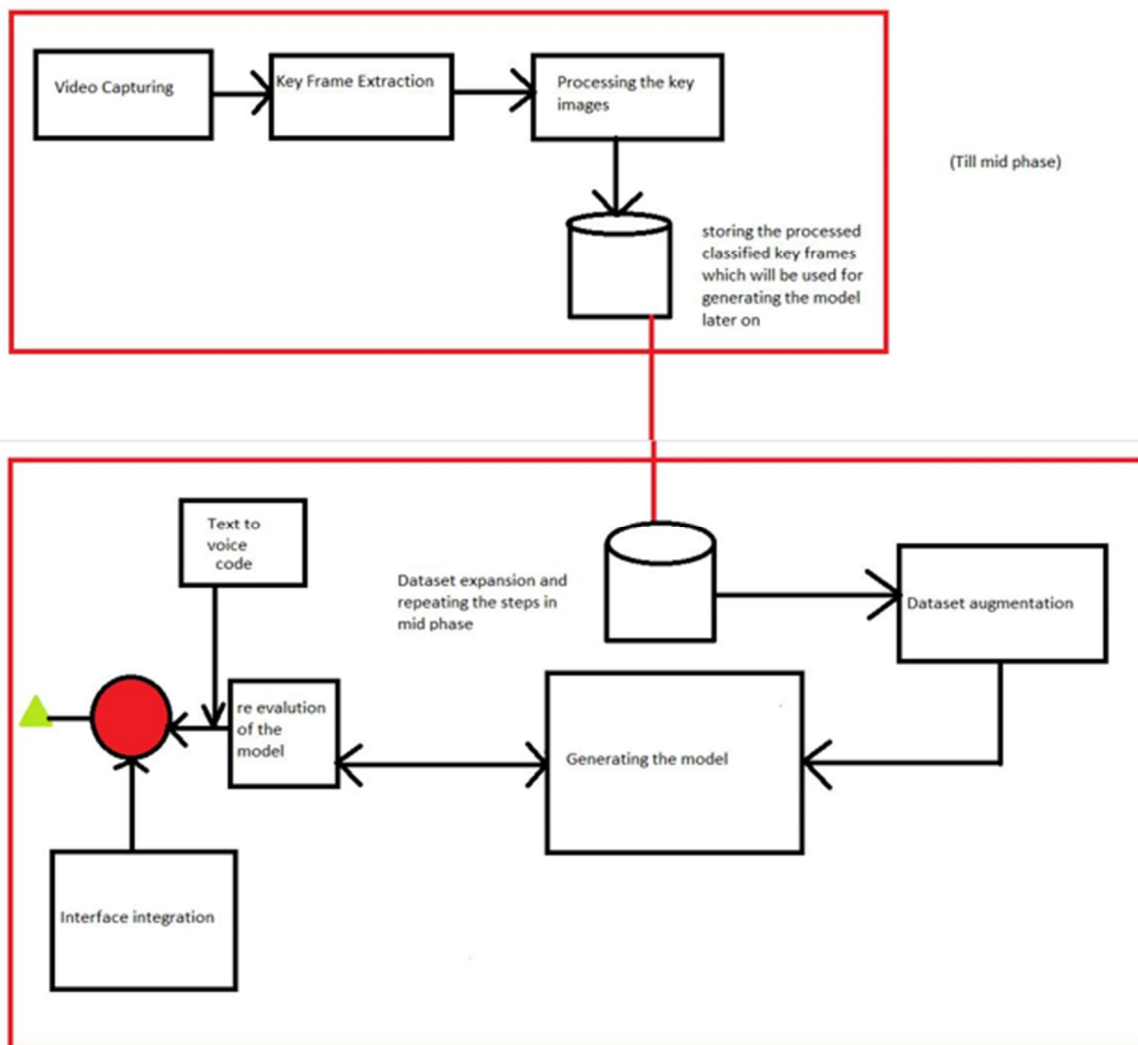 Video Capturing
Key Frame Extraction
Processing the key
images
(Till mid phase)
storing the processed
classified key frames
which will be used for
generating the model
later on
Text to
voice
code
Dataset expansion and
repeating the steps in
mid phase
Dataset augmentation
re evalution
of the
model
Generating the model
Interface integration